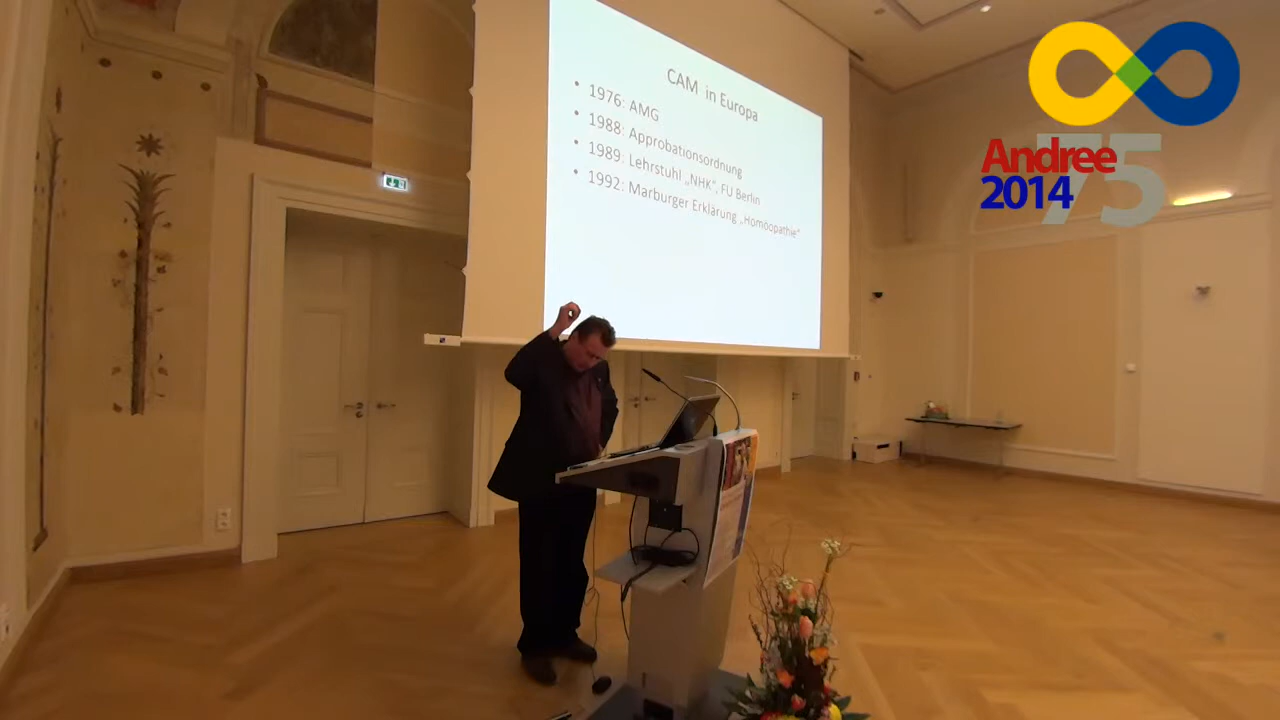 CAM in Europa
• 1976: AMG
• 1988: Approbationsordnung
• 1989: Lehrstuhl „NHK“, FU Berlin
• 1992: Marburger Erklärung „Homöopathie“
75
Andree
2014